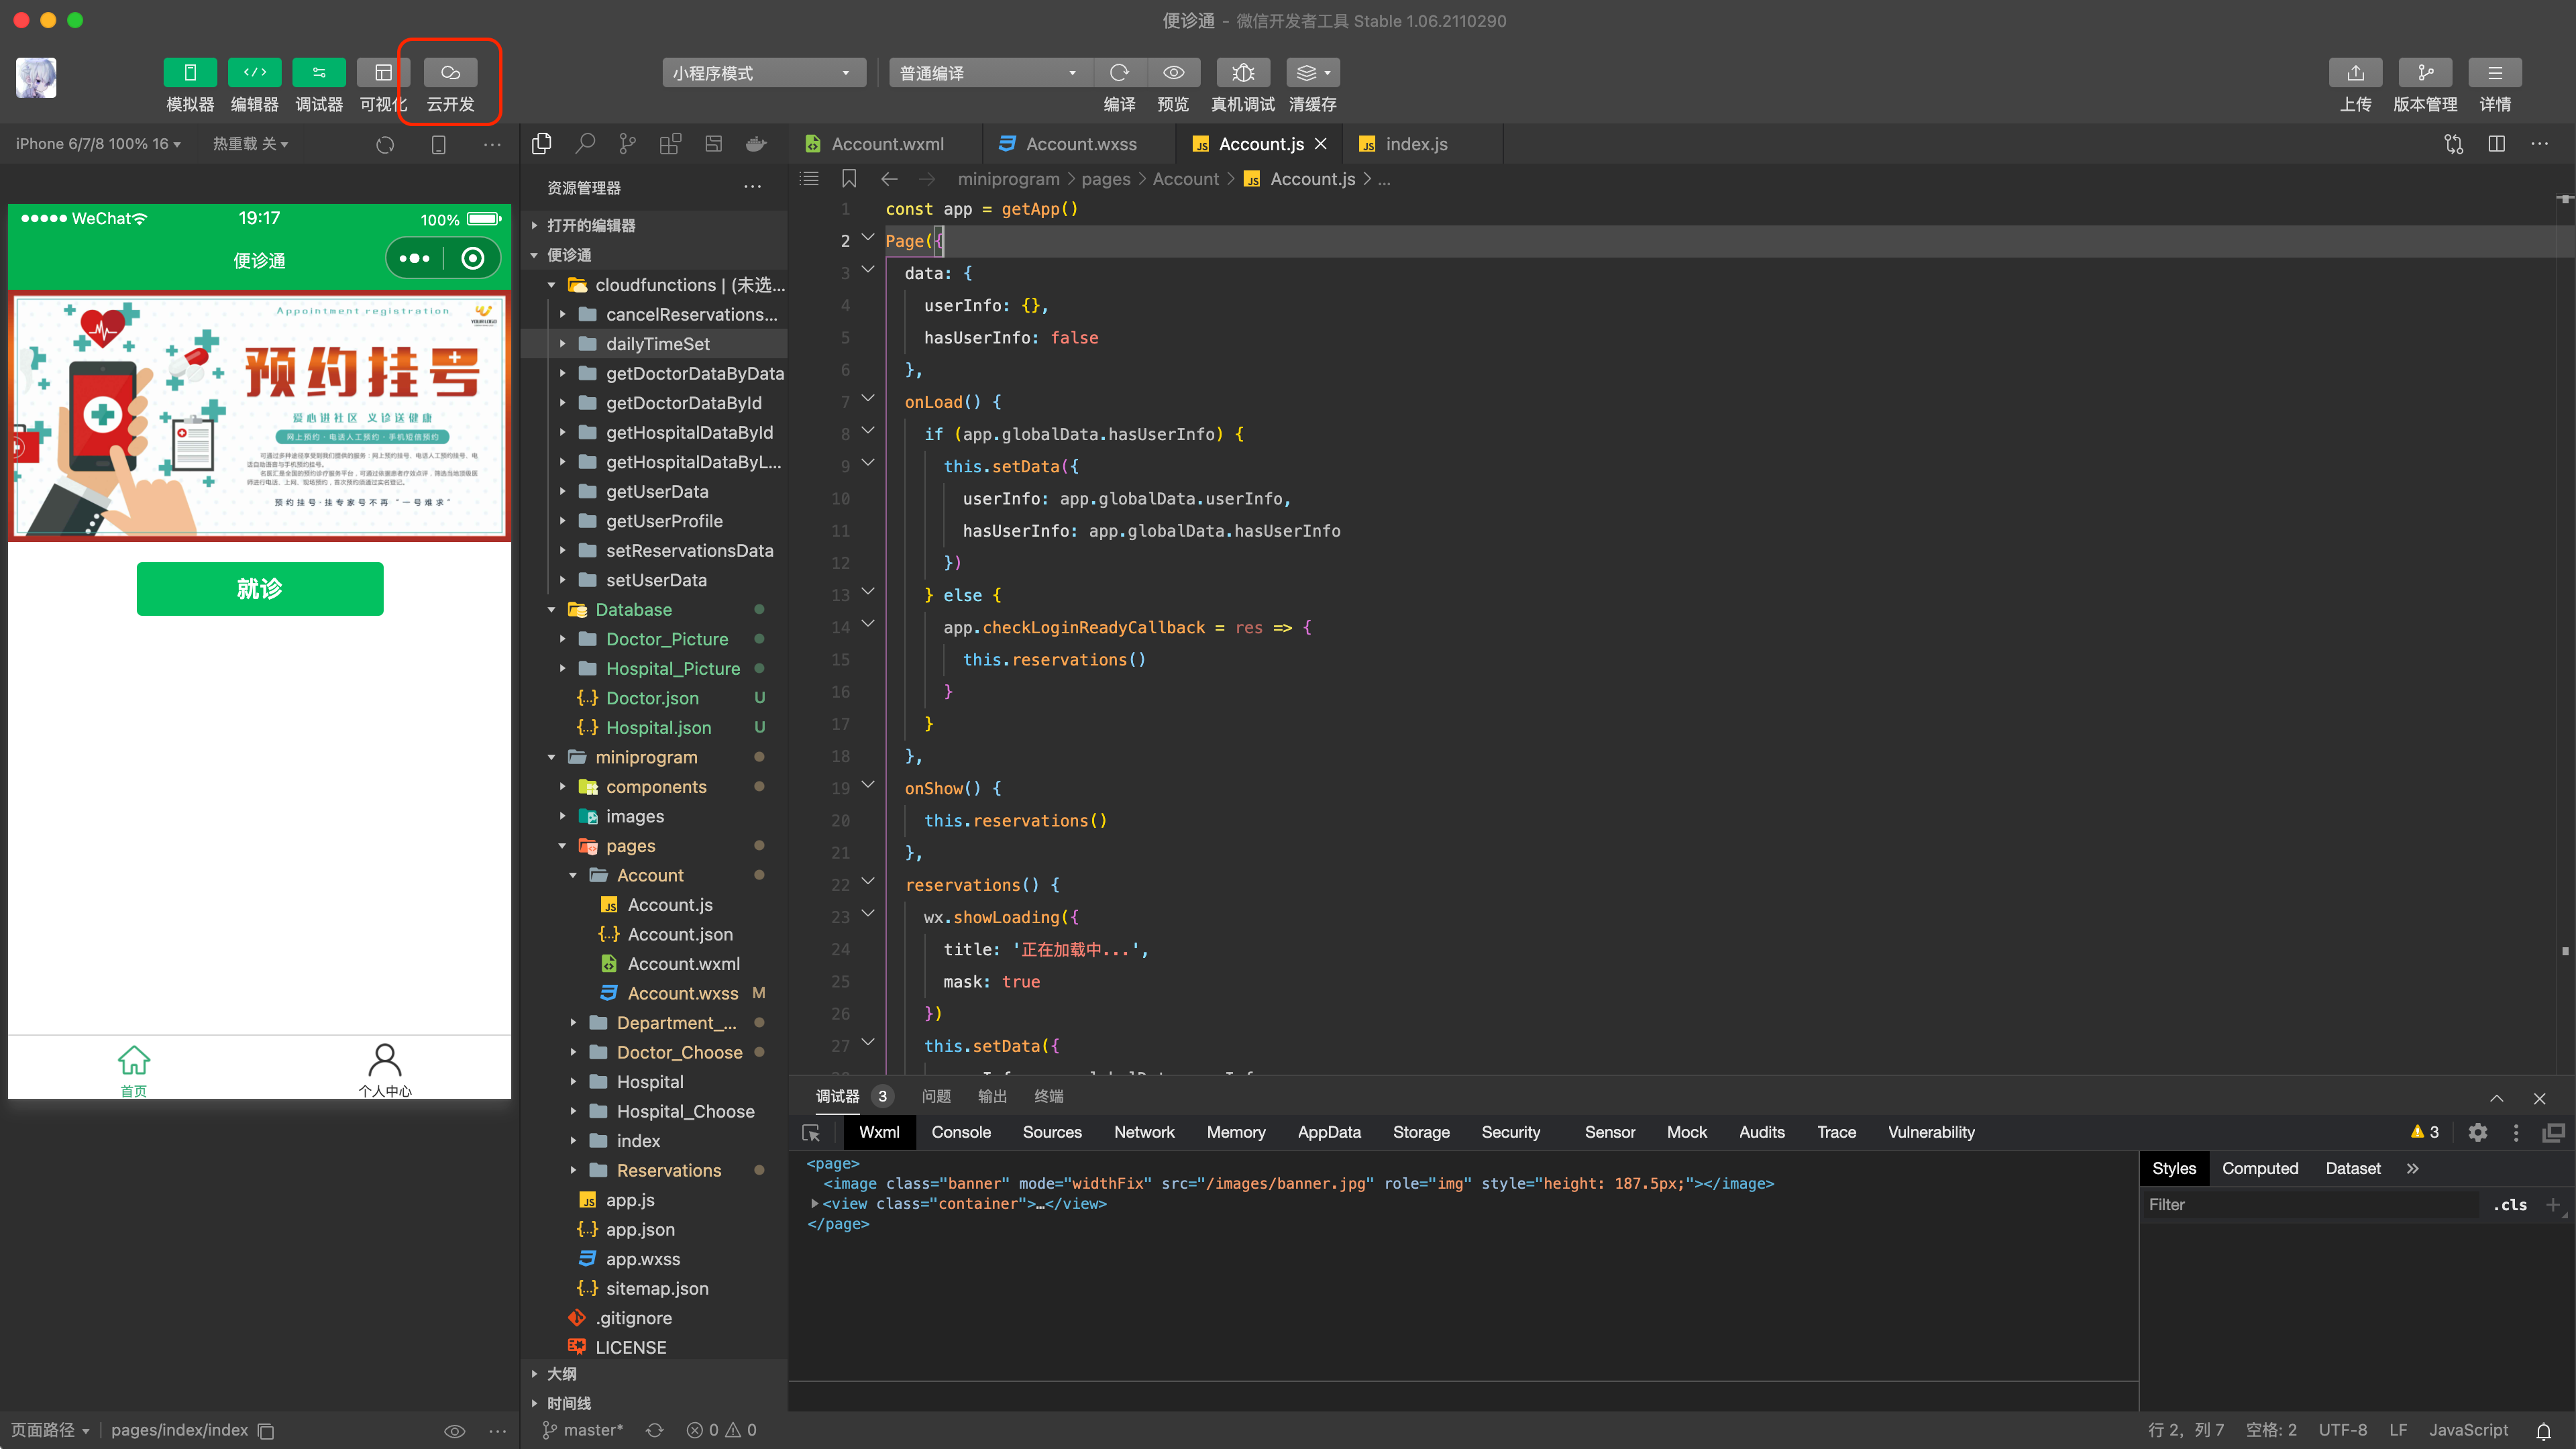 便诊通 - 微信开发者工具 Stable 1.06.2110290
模拟器 编辑器 调试器 可视化 云开发
小程序模式 普通编译
编译 预览 真机调试 清缓存
上传 版本管理 详情
iPhone 6/7/8 100% 16 热重载 关
WeChat 19:17 100%
便诊通
Appointment registration
预约挂号
爱心进社区 义诊送健康
网上预约·电话人工预约·手机短信预约
预约挂号·挂专家号不再“一号难求”
就诊
首页 个人中心
页面路径 pages/index/index
资源管理器
打开的编辑器
便诊通
cloudfunctions | (未选...
cancelReservations...
dailyTimeSet
getDoctorDataByData
getDoctorDataById
getHospitalDataById
getHospitalDataByL...
getUserData
getUserProfile
setReservationsData
setUserData
Database
Doctor_Picture
Hospital_Picture
Doctor.json U
Hospital.json U
miniprogram
components
images
pages
Account
Account.js
Account.json
Account.wxml
Account.wxss M
Department_...
Doctor_Choose
Hospital
Hospital_Choose
index
Reservations
app.js
app.json
app.wxss
sitemap.json
.gitignore
LICENSE
大纲
时间线
master* 0 0
Account.wxml Account.wxss Account.js index.js
miniprogram > pages > Account > Account.js > ...
1 const app = getApp()
2 Page({
3 data: {
4 userInfo: {},
5 hasUserInfo: false
6 },
7 onLoad() {
8 if (app.globalData.hasUserInfo) {
9 this.setData({
10 userInfo: app.globalData.userInfo,
11 hasUserInfo: app.globalData.hasUserInfo
12 })
13 } else {
14 app.checkLoginReadyCallback = res => {
15 this.reservations()
16 }
17 }
18 },
19 onShow() {
20 this.reservations()
21 },
22 reservations() {
23 wx.showLoading({
24 title: '正在加载中...',
25 mask: true
26 })
27 this.setData({
调试器 3 问题 输出 终端
Wxml Console Sources Network Memory AppData Storage Security Sensor Mock Audits Trace Vulnerability 3
<page>
<image class="banner" mode="widthFix" src="/images/banner.jpg" role="img" style="height: 187.5px;"></image>
<view class="container">…</view>
</page>
Styles Computed Dataset »
Filter .cls +
行 2，列 7 空格: 2 UTF-8 LF JavaScript